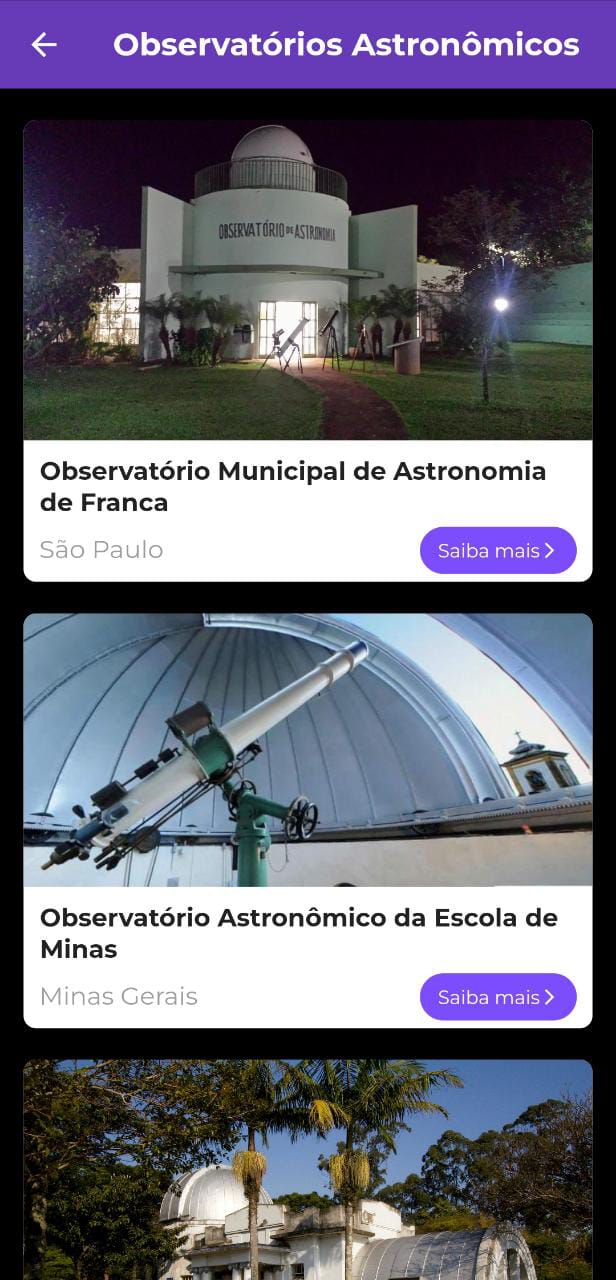 Observatórios Astronômicos
OBSERVATÓRIO DE ASTRONOMIA
Observatório Municipal de Astronomia
de Franca
São Paulo
Saiba mais
Observatório Astronômico da Escola de
Minas
Minas Gerais
Saiba mais